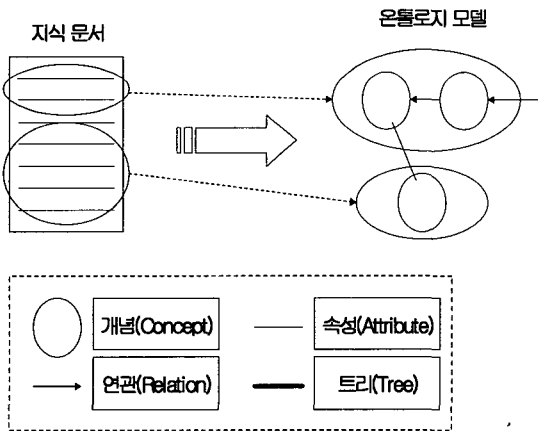 온톨로지 모델
지식 문서
개념(Concept)
속성(Attribute)
연관(Relation)
트리(Tree)